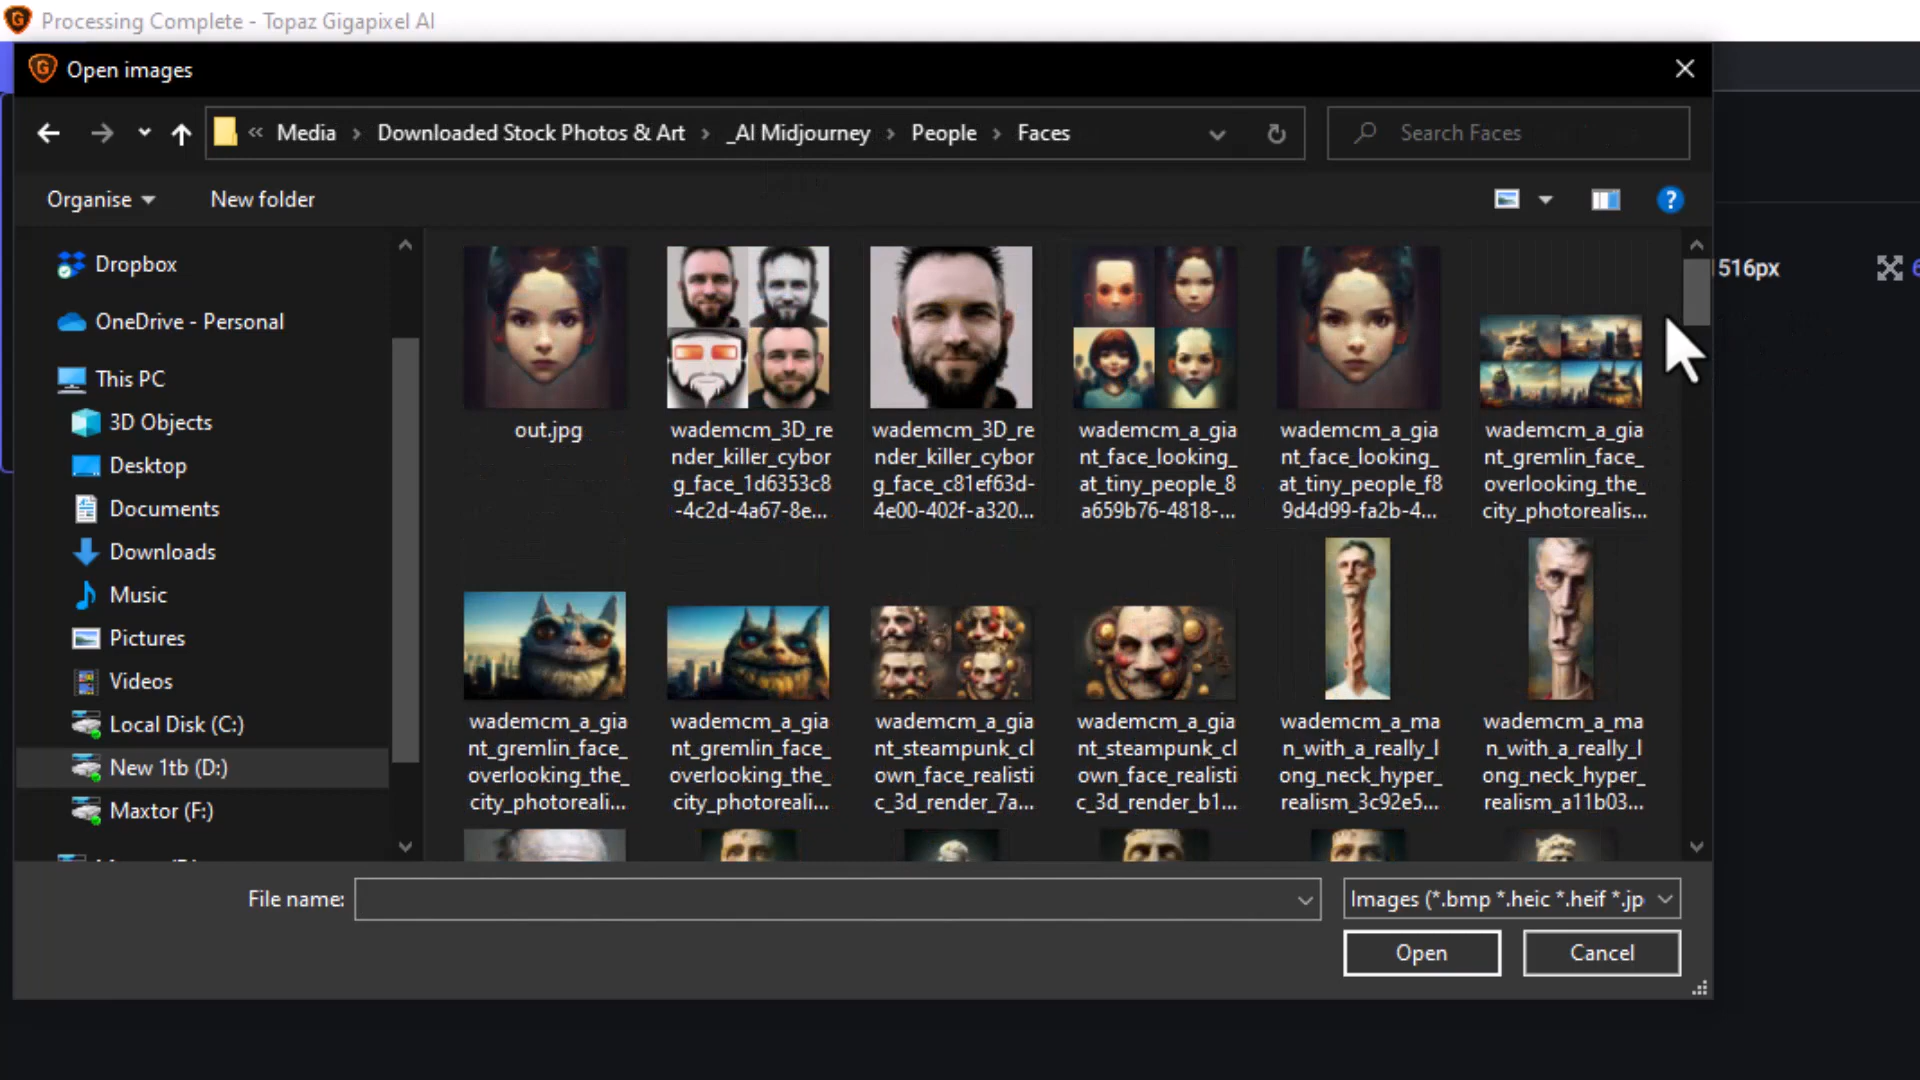 Processing Complete - Topaz Gigapixel AI
Open images
« Media › Downloaded Stock Photos & Art › _AI Midjourney › People › Faces
Search Faces
Organise
New folder
?
Dropbox
OneDrive - Personal
This PC
3D Objects
Desktop
Documents
Downloads
Music
Pictures
Videos
Local Disk (C:)
New 1tb (D:)
Maxtor (F:)
516px
out.jpg
wademcm_3D_re
nder_killer_cybor
g_face_1d6353c8
-4c2d-4a67-8e...
wademcm_3D_re
nder_killer_cybor
g_face_c81ef63d-
4e00-402f-a320...
wademcm_a_gia
nt_face_looking_
at_tiny_people_8
a659b76-4818-...
wademcm_a_gia
nt_face_looking_
at_tiny_people_f8
9d4d99-fa2b-4...
wademcm_a_gia
nt_gremlin_face_
overlooking_the_
city_photorealis...
wademcm_a_gia
nt_gremlin_face_
overlooking_the_
city_photoreali...
wademcm_a_gia
nt_gremlin_face_
overlooking_the_
city_photoreali...
wademcm_a_gia
nt_steampunk_cl
own_face_realisti
c_3d_render_7a...
wademcm_a_gia
nt_steampunk_cl
own_face_realisti
c_3d_render_b1...
wademcm_a_ma
n_with_a_really_l
ong_neck_hyper_
realism_3c92e5...
wademcm_a_ma
n_with_a_really_l
ong_neck_hyper_
realism_a11b03...
File name:
Images (*.bmp *.heic *.heif *.jp
Open
Cancel